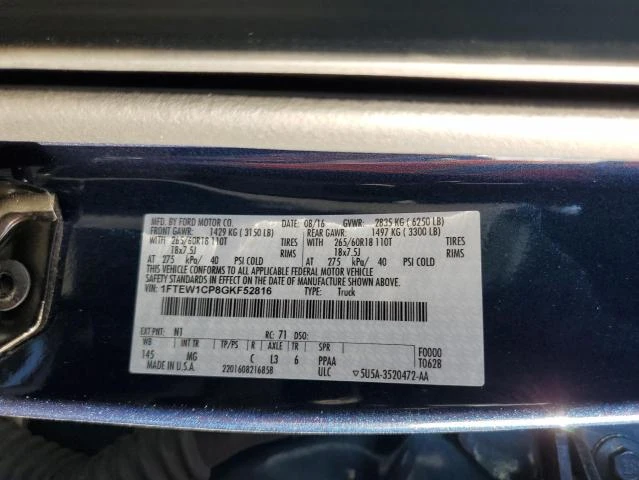 MFD. BY FORD MOTOR CO. DATE: 08/16 GVWR: 2835 KG ( 6250 LB)
FRONT GAWR: 1429 KG ( 3150 LB) REAR GAWR: 1497 KG ( 3300 LB)
WITH 265/60R18 110T TIRES WITH 265/60R18 110T TIRES
18x7.5J RIMS 18x7.5J RIMS
AT 275 kPa/ 40 PSI COLD AT 275 kPa/ 40 PSI COLD
THIS VEHICLE CONFORMS TO ALL APPLICABLE FEDERAL MOTOR VEHICLE
SAFETY STANDARDS IN EFFECT ON THE DATE OF MANUFACTURE SHOWN ABOVE.
VIN: 1FTEW1CP8GKF52816 TYPE: Truck
EXT PNT: N1 RC: 71 DSO:
WB INT TR TP/PS R AXLE TR SPR F0000
145 MG C L3 6 PPAA T0628
MADE IN U.S.A. 22016082168SB ULC ▽5U5A-3520472-AA